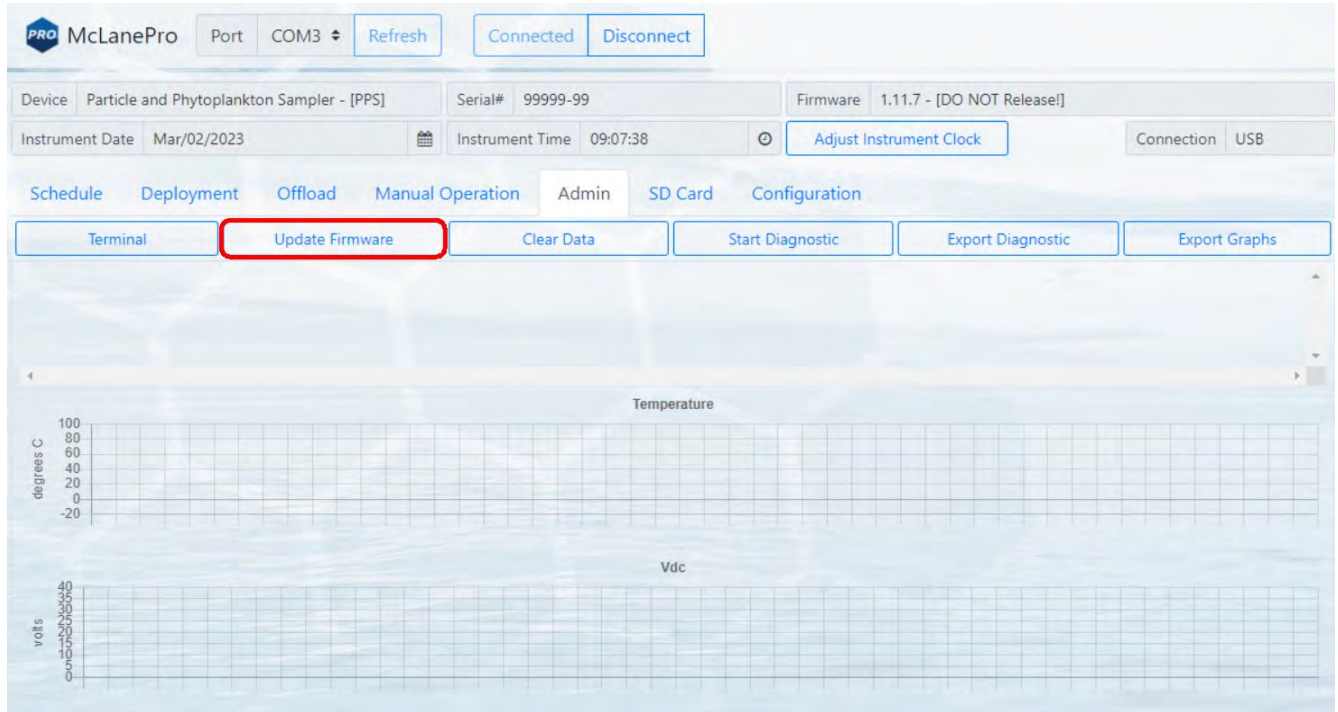 PRO McLanePro Port COM3 Refresh Connected Disconnect
Device Particle and Phytoplankton Sampler - [PPS] Serial# 99999-99 Firmware 1.11.7 - [DO NOT Release!]
Instrument Date Mar/02/2023 Instrument Time 09:07:38 Adjust Instrument Clock Connection USB
Schedule Deployment Offload Manual Operation Admin SD Card Configuration
Terminal Update Firmware Clear Data Start Diagnostic Export Diagnostic Export Graphs
Temperature
degrees C
100
80
60
40
20
0
-20
Vdc
volts
40
35
30
25
20
15
10
5
0